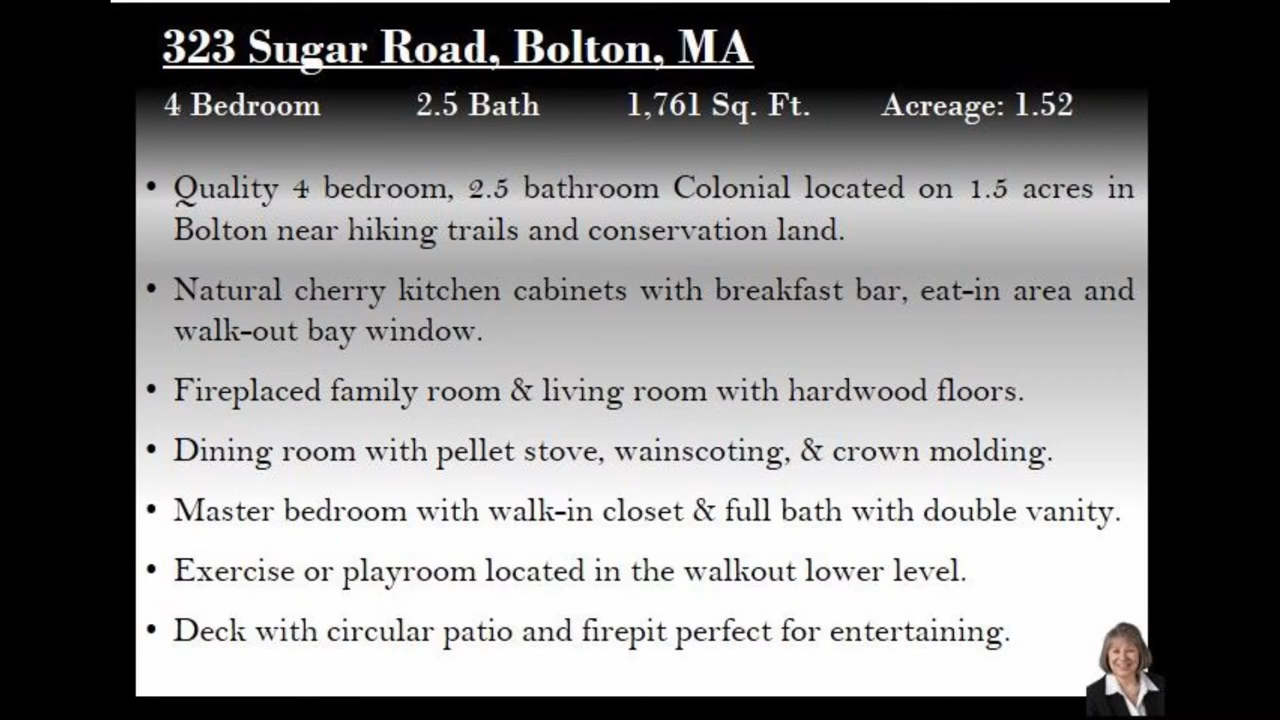 323 Sugar Road, Bolton, MA
4 Bedroom 2.5 Bath 1,761 Sq. Ft. Acreage: 1.52
• Quality 4 bedroom, 2.5 bathroom Colonial located on 1.5 acres in
Bolton near hiking trails and conservation land.
• Natural cherry kitchen cabinets with breakfast bar, eat-in area and
walk-out bay window.
• Fireplaced family room & living room with hardwood floors.
• Dining room with pellet stove, wainscoting, & crown molding.
• Master bedroom with walk-in closet & full bath with double vanity.
• Exercise or playroom located in the walkout lower level.
• Deck with circular patio and firepit perfect for entertaining.